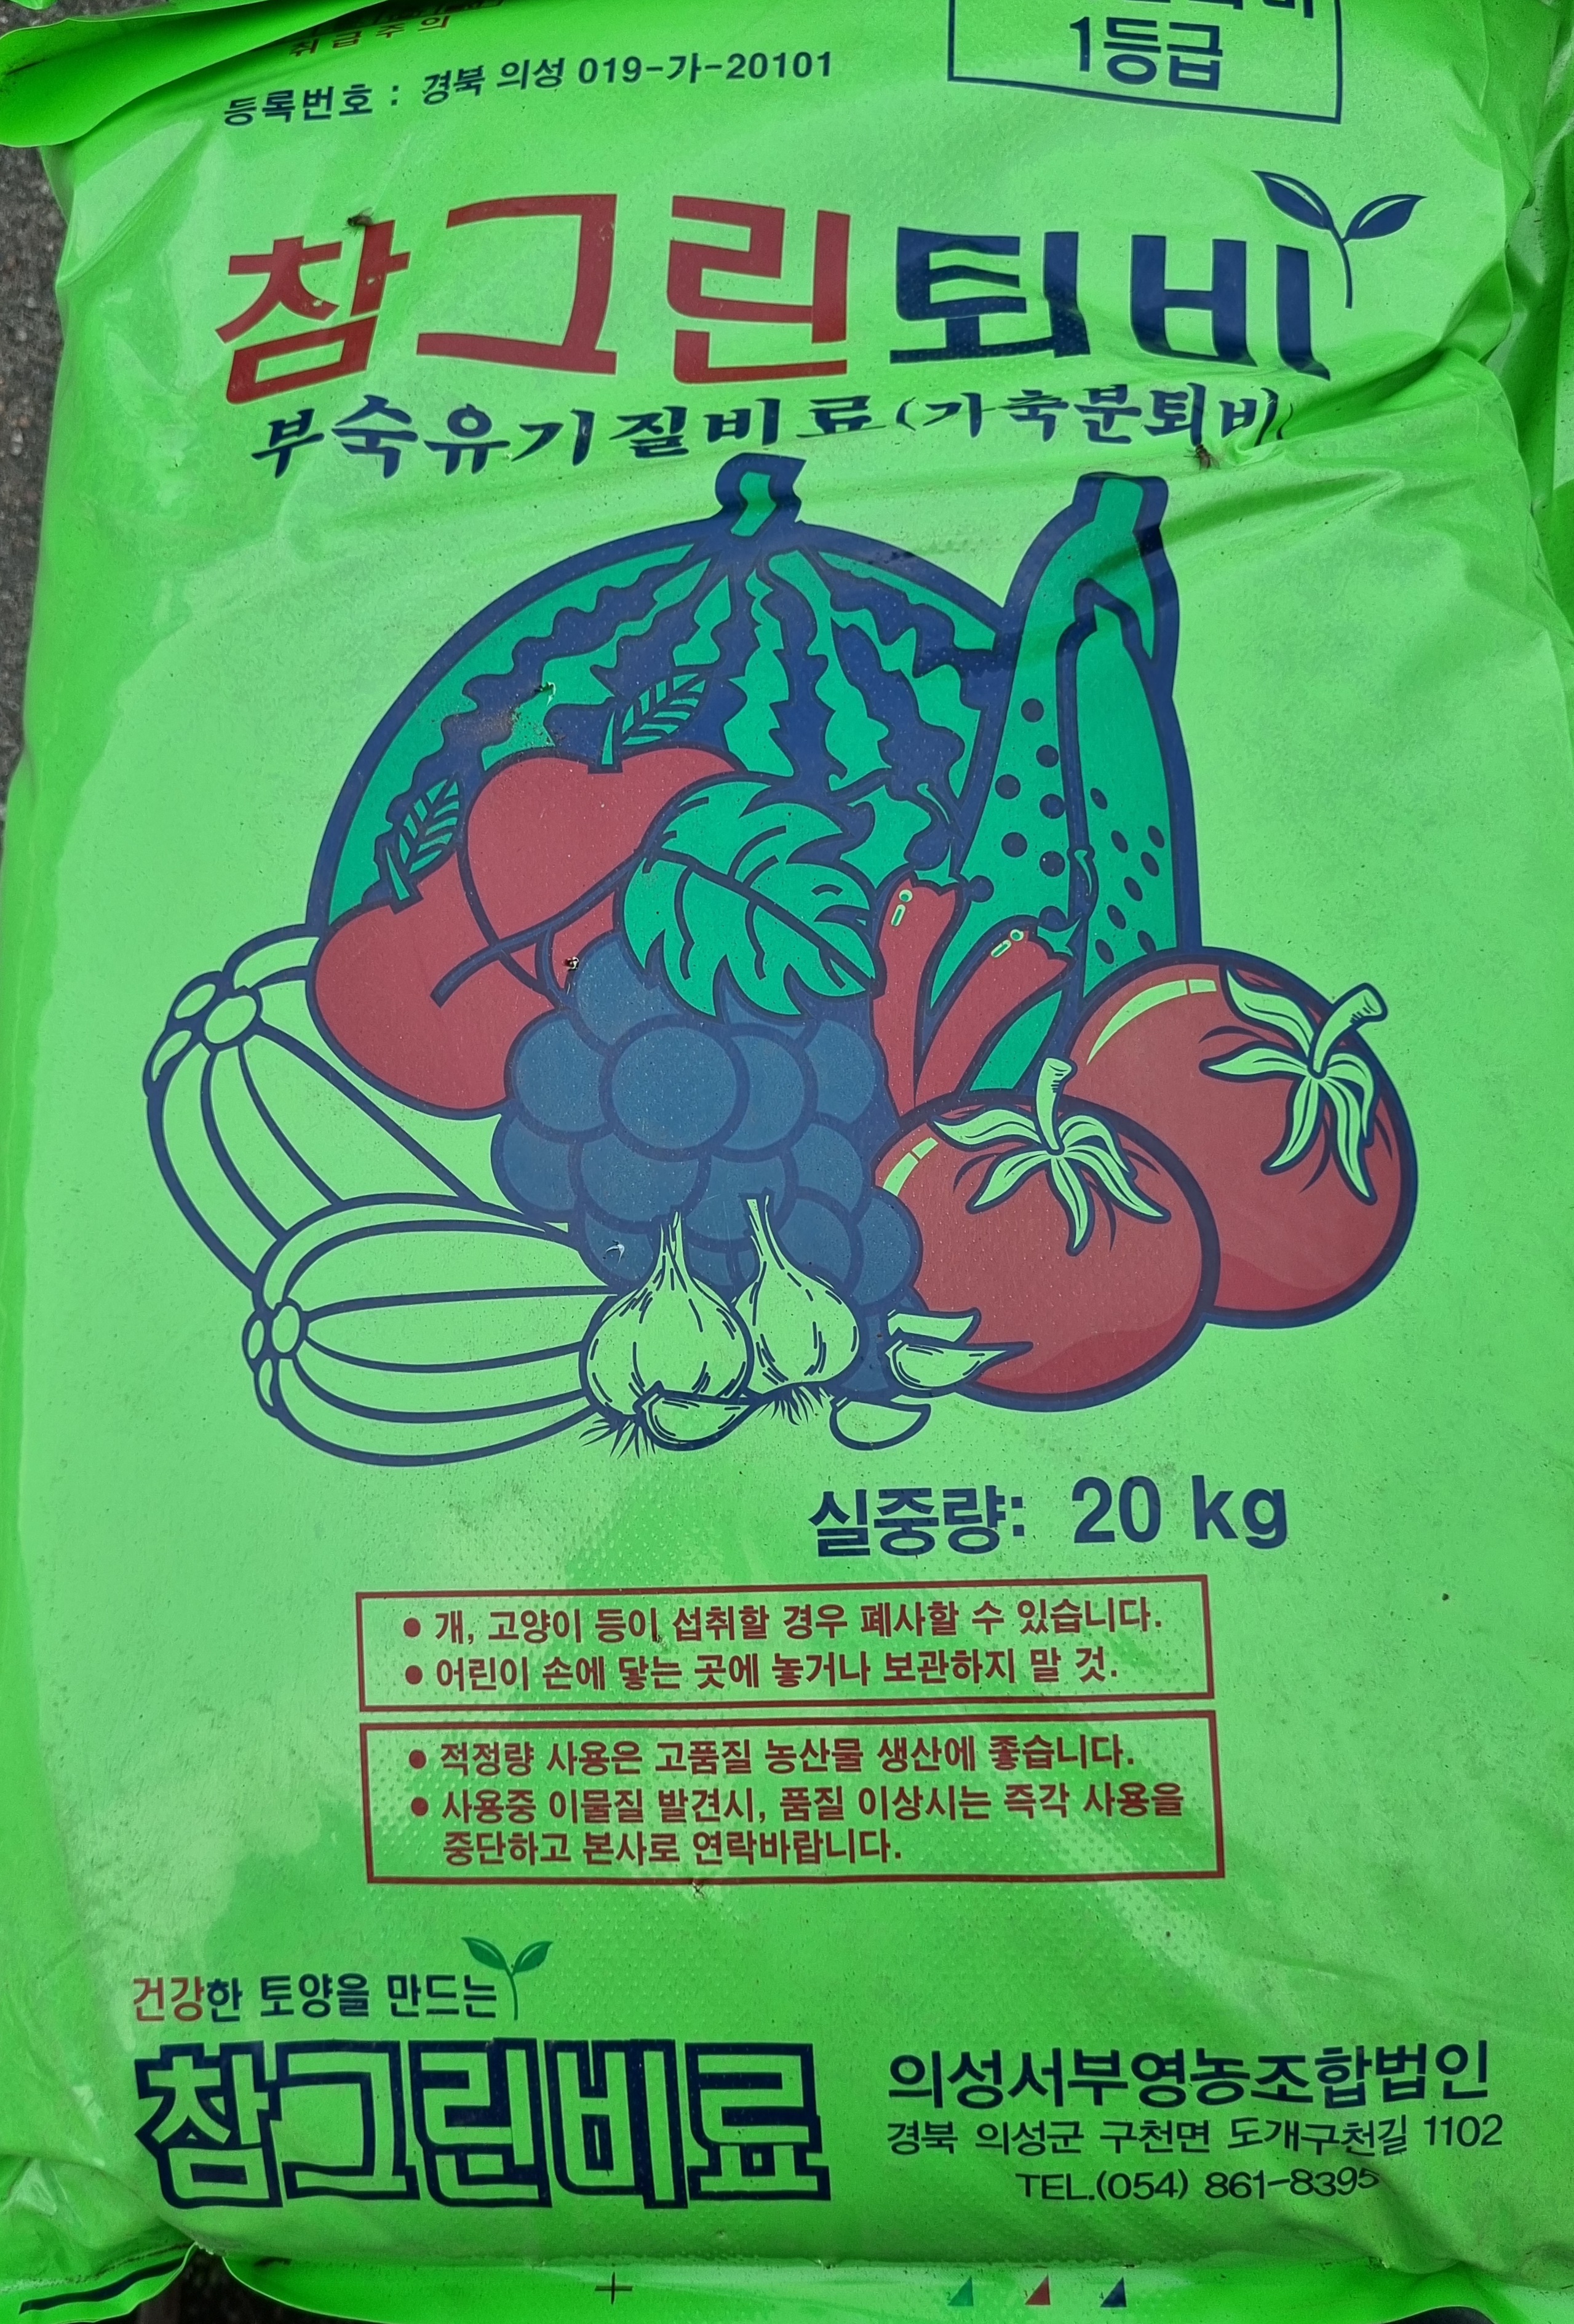 취급주의
등록번호 : 경북 의성 019-가-20101
1등급
참그린퇴비
부숙유기질비료(가축분퇴비)
실중량: 20 kg
● 개, 고양이 등이 섭취할 경우 폐사할 수 있습니다.
● 어린이 손에 닿는 곳에 놓거나 보관하지 말 것.
● 적정량 사용은 고품질 농산물 생산에 좋습니다.
● 사용중 이물질 발견시, 품질 이상시는 즉각 사용을
중단하고 본사로 연락바랍니다.
건강한 토양을 만드는
참그린비료
의성서부영농조합법인
경북 의성군 구천면 도개구천길 1102
TEL.(054) 861-8395